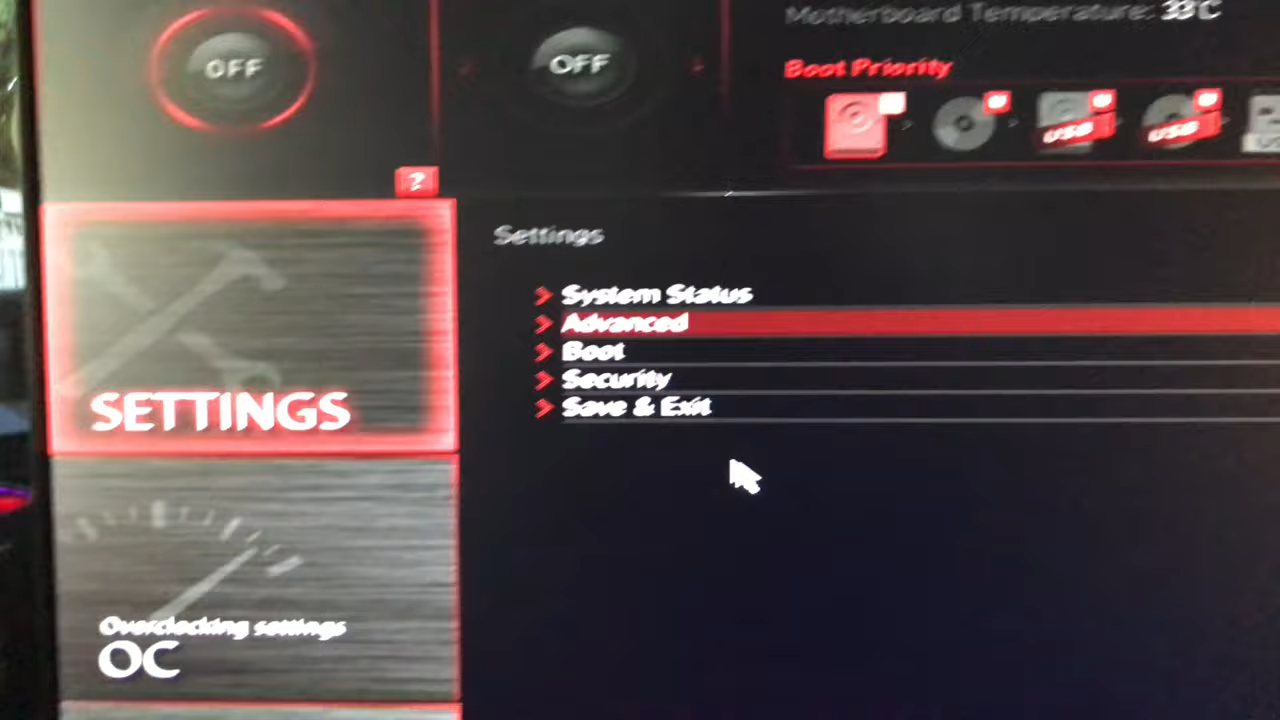 Motherboard Temperature: 33°C
OFF
OFF
Boot Priority
U
U
USB
U
USB
U
?
Settings
System Status
Advanced
Boot
Security
Save & Exit
SETTINGS
Overclocking settings
OC